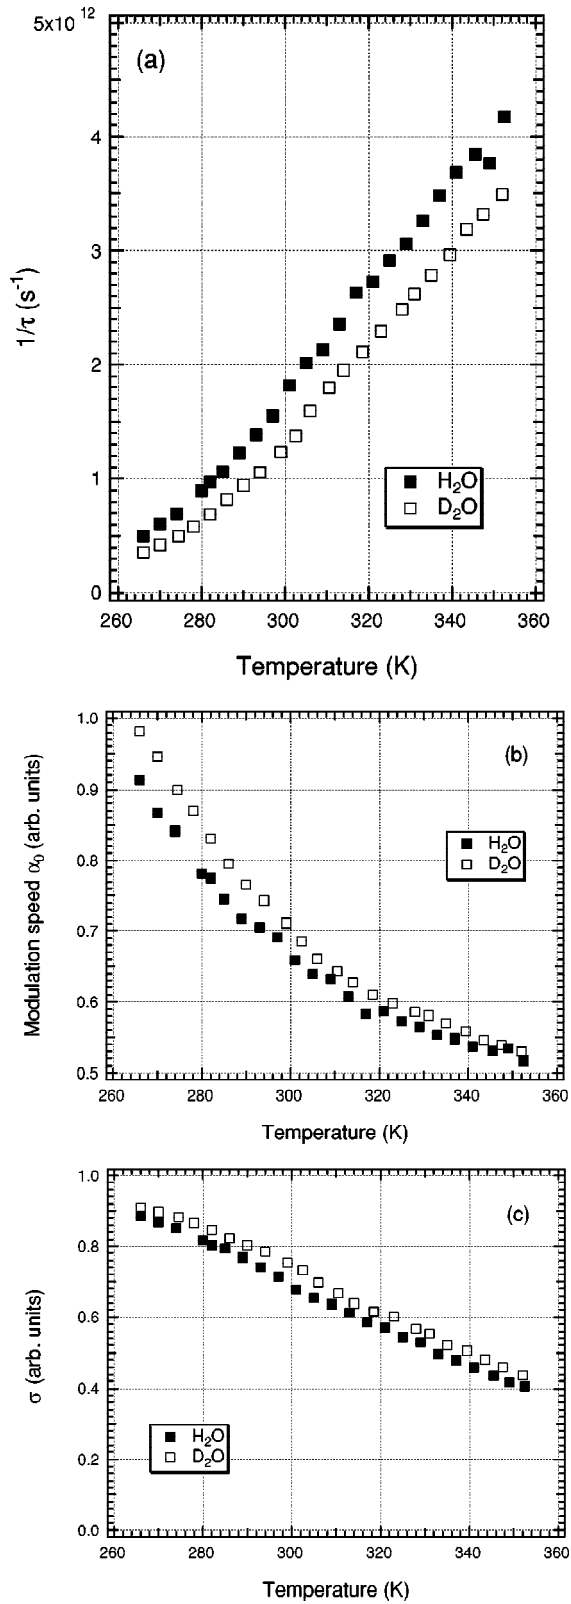 5x10 12
(a)
4
3
2
1
0
1/τ (s⁻¹)
H₂O
D₂O
260 280 300 320 340 360
Temperature (K)
1.0
(b)
0.9
0.8
0.7
0.6
0.5
Modulation speed α₀ (arb. units)
H₂O
D₂O
260 280 300 320 340 360
Temperature (K)
1.0
(c)
0.8
0.6
0.4
0.2
0.0
σ (arb. units)
H₂O
D₂O
260 280 300 320 340 360
Temperature (K)